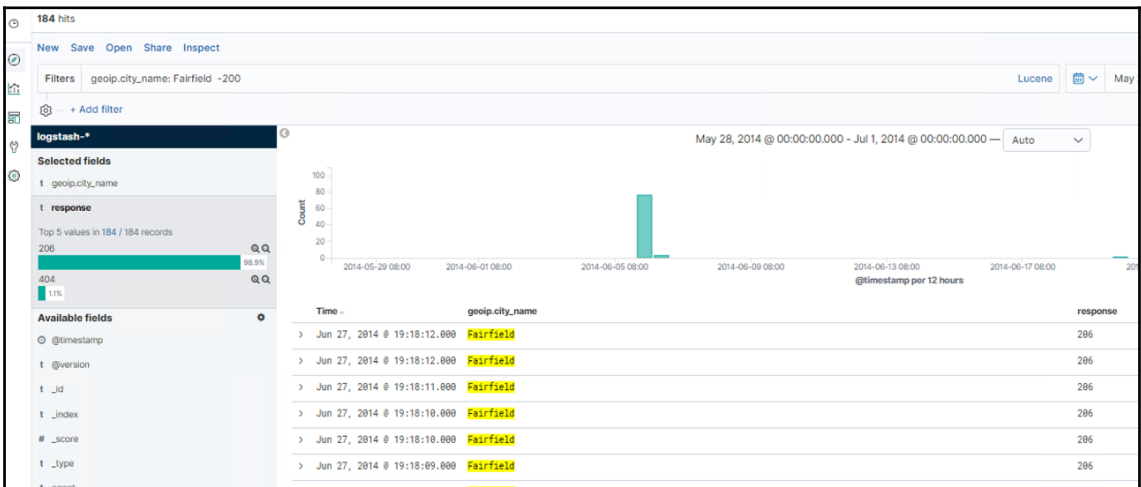 184 hits
New Save Open Share Inspect
Filters geoip.city_name: Fairfield -200 Lucene May
+ Add filter
logstash-*
May 28, 2014 @ 00:00:00.000 - Jul 1, 2014 @ 00:00:00.000 — Auto
Selected fields
t geoip.city_name
t response
Top 5 values in 184 / 184 records
206
98.9%
404
1.1%
Available fields
@timestamp
t @version
t _id
t _index
# _score
t _type
Count
100
80
60
40
20
0
2014-05-29 08:00 2014-06-01 08:00 2014-06-05 08:00 2014-06-09 08:00 2014-06-13 08:00 2014-06-17 08:00 201
@timestamp per 12 hours
Time geoip.city_name response
Jun 27, 2014 @ 19:18:12.000 Fairfield 206
Jun 27, 2014 @ 19:18:12.000 Fairfield 206
Jun 27, 2014 @ 19:18:11.000 Fairfield 206
Jun 27, 2014 @ 19:18:10.000 Fairfield 206
Jun 27, 2014 @ 19:18:10.000 Fairfield 206
Jun 27, 2014 @ 19:18:09.000 Fairfield 206